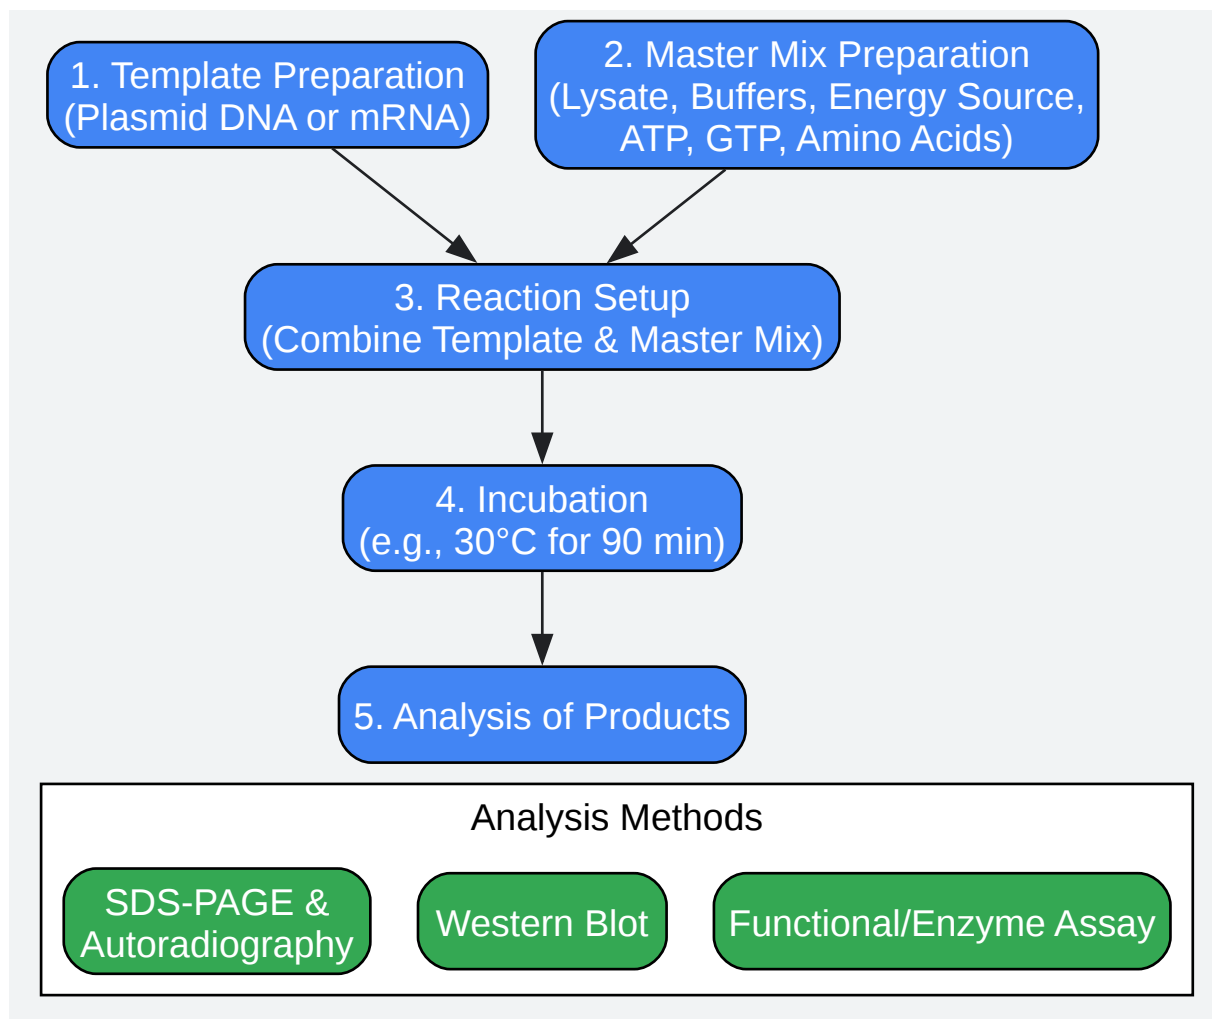 1. Template Preparation
(Plasmid DNA or mRNA)
2. Master Mix Preparation
(Lysate, Buffers, Energy Source,
ATP, GTP, Amino Acids)
3. Reaction Setup
(Combine Template & Master Mix)
4. Incubation
(e.g., 30°C for 90 min)
5. Analysis of Products
Analysis Methods
SDS-PAGE &
Autoradiography
Western Blot
Functional/Enzyme Assay